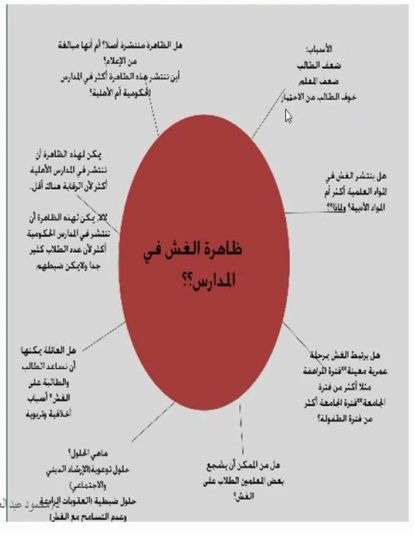 ظاهرة الغش في
المدارس؟؟
الأسباب:
ضعف الطالب
ضعف المعلم
خوف الطالب من الاختبار
هل ينتشر الغش في
المواد العلمية أكثر أم
المواد الأدبية؟ ولماذا؟؟
هل يرتبط الغش بمرحلة
عمرية معينة؟"فترة المراهقة
مثلا أكثر من فترة
الجامعة"؟فترة الجامعة أكثر
من فترة الطفولة؟
هل من الممكن أن يشجع
بعض المعلمين الطلاب على
الغش؟
ماهي الحلول؟
حلول توعوية(الإرشاد الديني
والاجتماعي)
حلول ضبطية (العقوبات الرادعة
وعدم التسامح مع الغش)
هل العائلة يمكنها
أن تساعد الطالب
والطالبة على
الغش؟ أسباب
أخلاقية وتربوية
يمكن لهذه الظاهرة أن
تنتشر في المدارس الأهلية
أكثر لأن الرقابة هناك أقل.
لا يمكن لهذه الظاهرة أن
تنتشر في المدارس الحكومية
أكثر لأن عدد الطلاب كثير
جدا ولايمكن ضبطهم
هل الظاهرة منتشرة أصلا؟ أم أنها مبالغة
من الإعلام؟
أين تنتشر هذه الظاهرة أكثر في المدارس
الحكومية أم الأهلية؟
محمود عبد